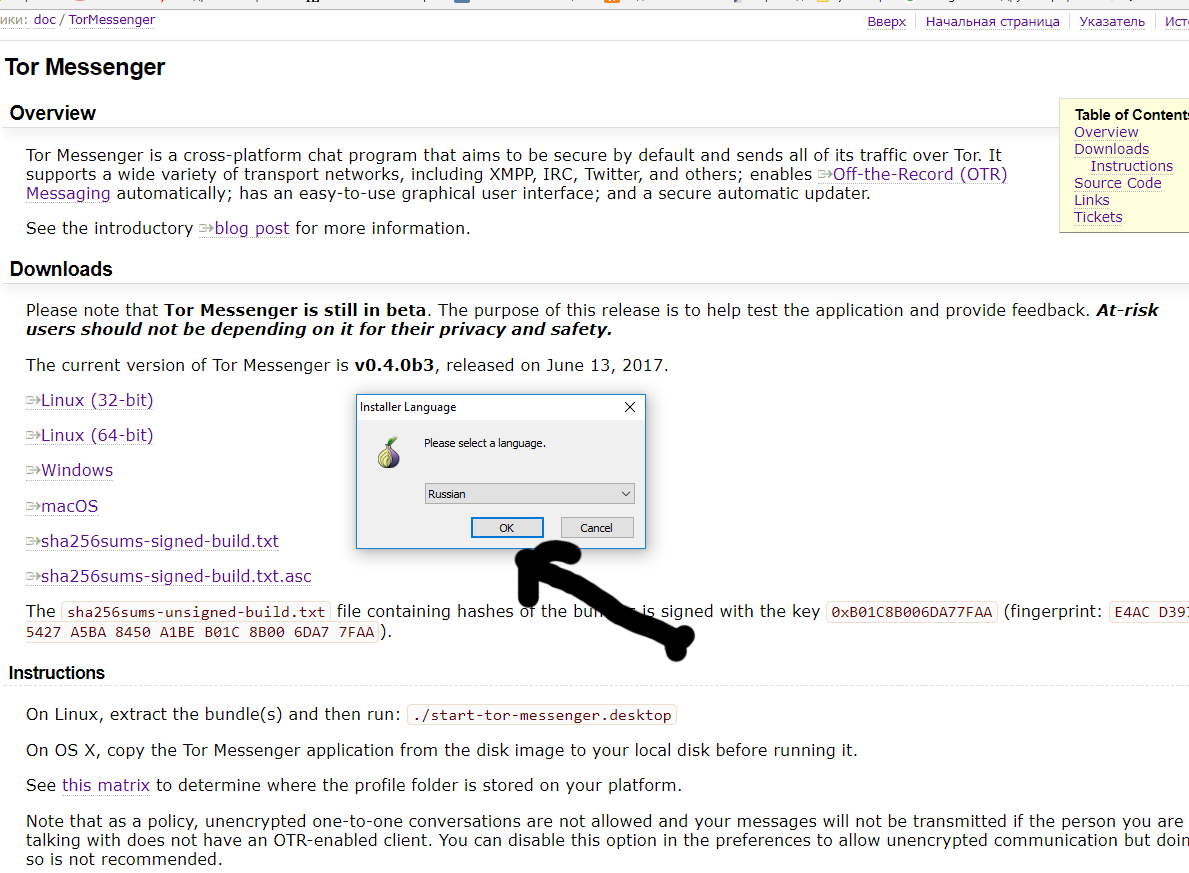 ики: doc / TorMessenger
Вверх Начальная страница Указатель Ист
Tor Messenger
Overview
Table of Contents
Overview
Downloads
Instructions
Source Code
Links
Tickets
Tor Messenger is a cross-platform chat program that aims to be secure by default and sends all of its traffic over Tor. It
supports a wide variety of transport networks, including XMPP, IRC, Twitter, and others; enables Off-the-Record (OTR)
Messaging automatically; has an easy-to-use graphical user interface; and a secure automatic updater.
See the introductory blog post for more information.
Downloads
Please note that Tor Messenger is still in beta. The purpose of this release is to help test the application and provide feedback. At-risk
users should not be depending on it for their privacy and safety.
The current version of Tor Messenger is v0.4.0b3, released on June 13, 2017.
Linux (32-bit)
Linux (64-bit)
Windows
macOS
sha256sums-signed-build.txt
sha256sums-signed-build.txt.asc
Installer Language
Please select a language.
Russian
OK Cancel
The sha256sums-unsigned-build.txt file containing hashes of the is signed with the key 0xB01C8B006DA77FAA (fingerprint: E4AC D397
5427 A5BA 8450 A1BE B01C 8B00 6DA7 7FAA ).
Instructions
On Linux, extract the bundle(s) and then run: ./start-tor-messenger.desktop
On OS X, copy the Tor Messenger application from the disk image to your local disk before running it.
See this matrix to determine where the profile folder is stored on your platform.
Note that as a policy, unencrypted one-to-one conversations are not allowed and your messages will not be transmitted if the person you are
talking with does not have an OTR-enabled client. You can disable this option in the preferences to allow unencrypted communication but doin
so is not recommended.